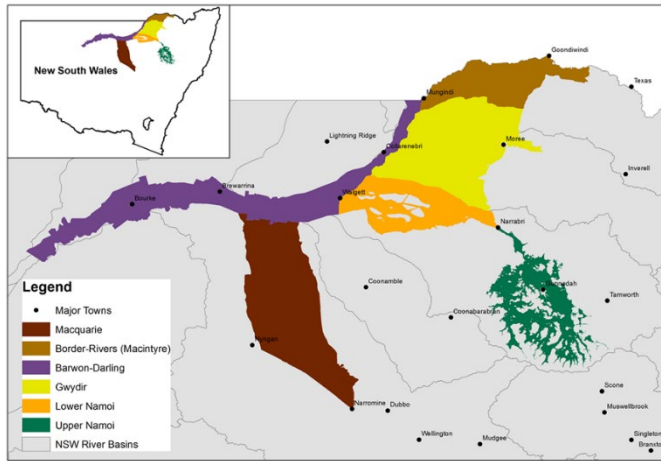 New South Wales
Goondiwindi
Texas
Mungindi
Lightning Ridge
Collarenebri
Moree
Inverell
Brewarrina
Bourke
Walgett
Narrabri
Coonamble
Gunnedah
Tamworth
Coonabarabran
Nyngan
Scone
Narromine
Dubbo
Muswellbrook
Wellington
Mudgee
Singleton
Branxto
Legend
Major Towns
Macquarie
Border-Rivers (Macintyre)
Barwon-Darling
Gwydir
Lower Namoi
Upper Namoi
NSW River Basins